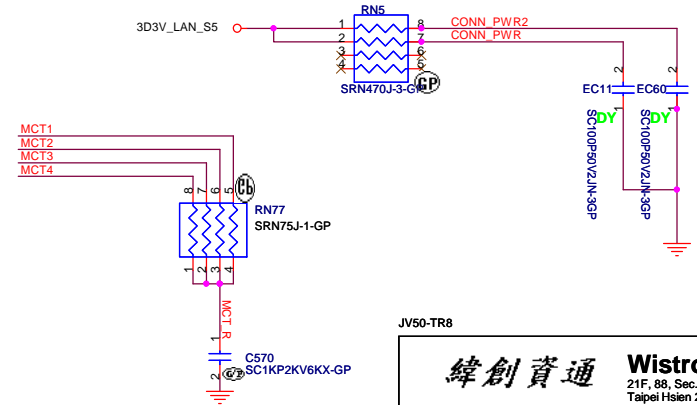 RN5
3D3V_LAN_S5
1 8 CONN_PWR2
2 7 CONN_PWR
3 6
4 5
SRN470J-3-GP
GP
2 2
EC11 EC60
1 1
DY DY
SC100P50V2JN-3GP
SC100P50V2JN-3GP
MCT1
MCT2
MCT3
MCT4
8 7 6 5
RN77
SRN75J-1-GP
1 2 3 4
MCT_R
1
C570
2
SC1KP2KV6KX-GP
JV50-TR8
緯創資通
Wistro
21F, 88, Sec.
Taipei Hsien 2